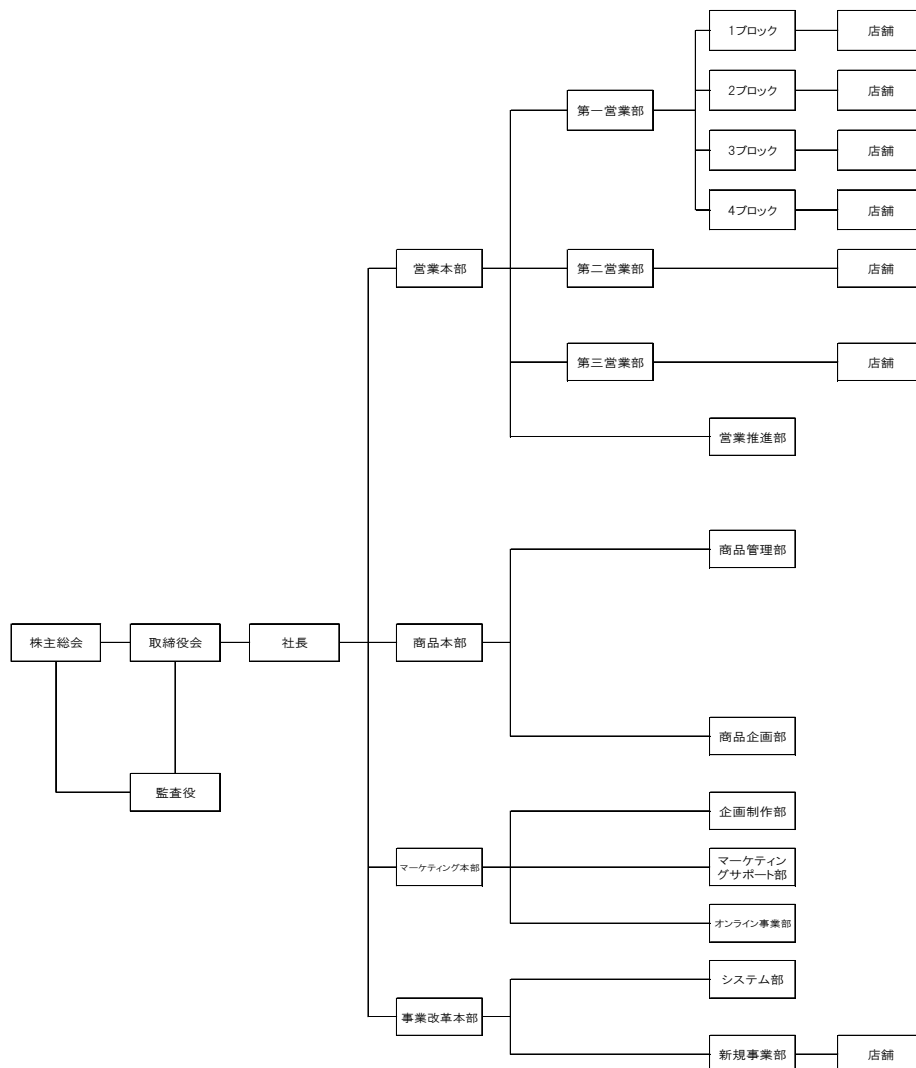 1ブロック
店舗
2ブロック
店舗
第一営業部
3ブロック
店舗
4ブロック
店舗
営業本部
第二営業部
店舗
第三営業部
店舗
営業推進部
商品管理部
株主総会
取締役会
社長
商品本部
商品企画部
監査役
企画制作部
マーケティング本部
マーケティン
グサポート部
オンライン事業部
システム部
事業改革本部
新規事業部
店舗